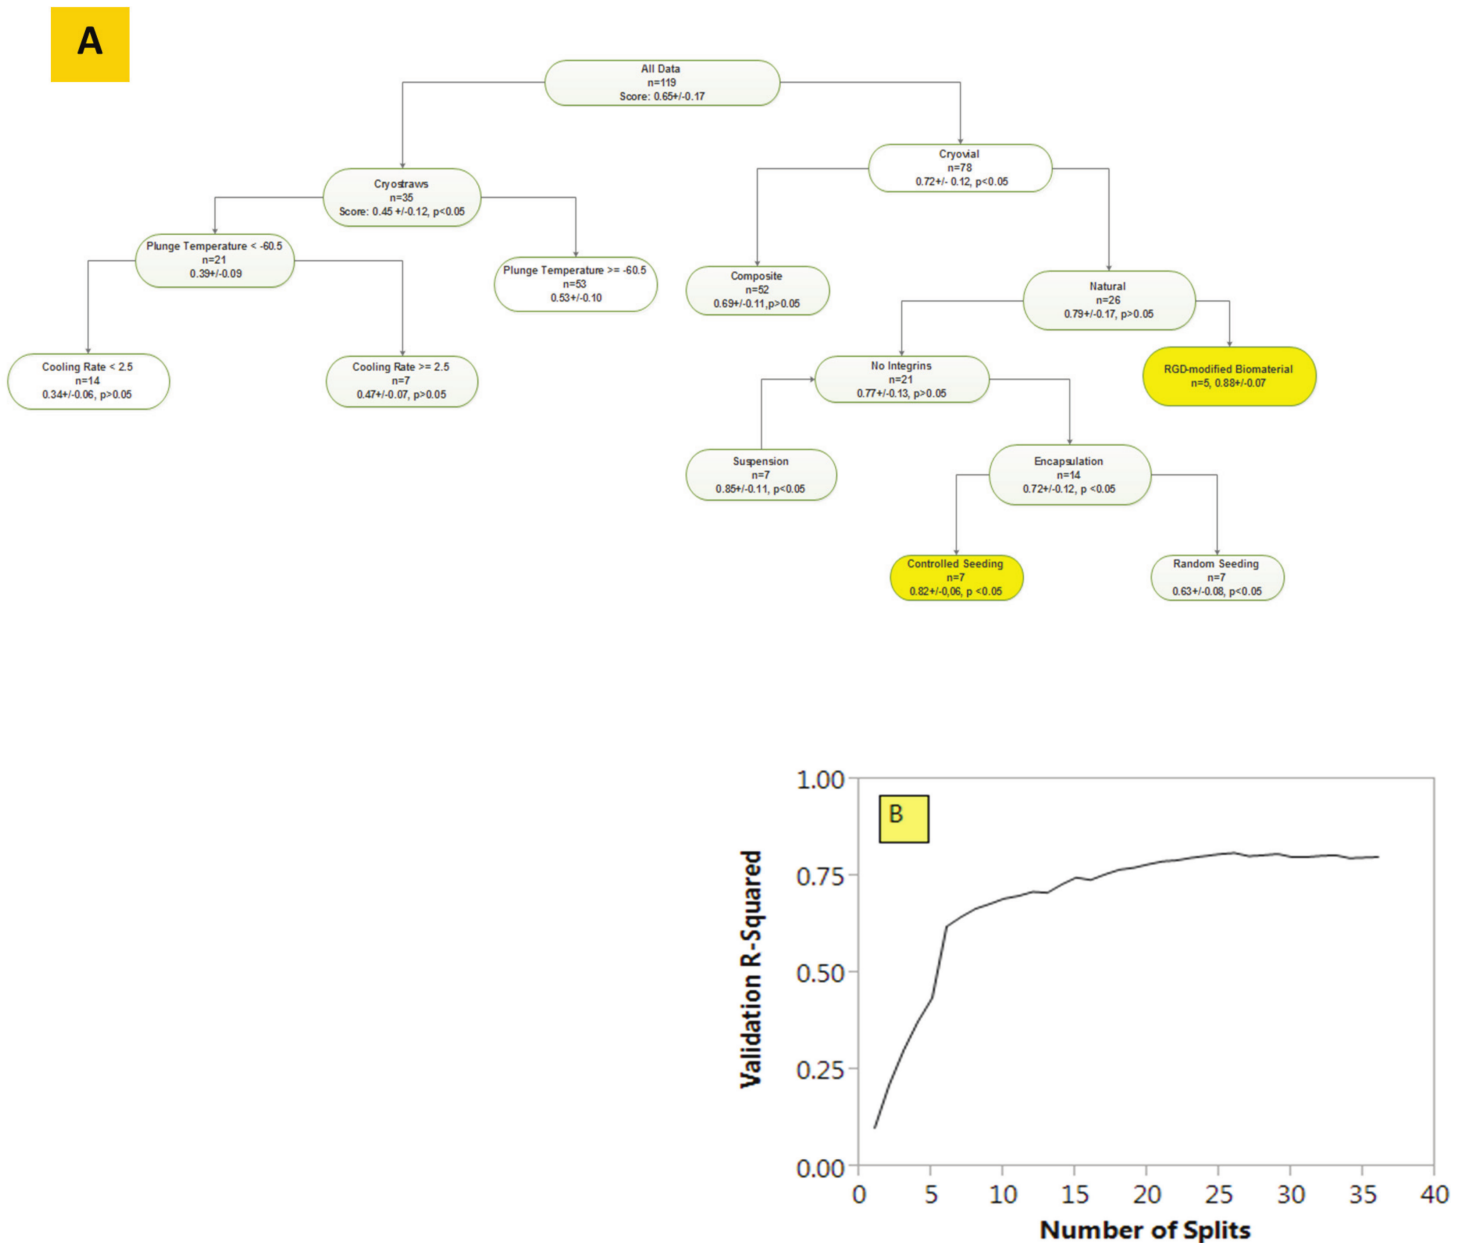 A
All Data
n=119
Score: 0.65+/-0.17
Cryostraws
n=35
Score: 0.45 +/-0.12, p<0.05
Cryovial
n=78
0.72+/- 0.12, p<0.05
Plunge Temperature < -60.5
n=21
0.39+/-0.09
Plunge Temperature >= -60.5
n=53
0.53+/-0.10
Composite
n=52
0.69+/-0.11,p>0.05
Natural
n=26
0.79+/-0.17, p>0.05
Cooling Rate < 2.5
n=14
0.34+/-0.06, p>0.05
Cooling Rate >= 2.5
n=7
0.47+/-0.07, p>0.05
No Integrins
n=21
0.77+/-0.13, p>0.05
RGD-modified Biomaterial
n=5, 0.88+/-0.07
Suspension
n=7
0.85+/-0.11, p<0.05
Encapsulation
n=14
0.72+/-0.12, p <0.05
Controlled Seeding
n=7
0.82+/-0,06, p <0.05
Random Seeding
n=7
0.63+/-0.08, p<0.05
B
Validation R-Squared
1.00
0.75
0.50
0.25
0.00
0 5 10 15 20 25 30 35 40
Number of Splits